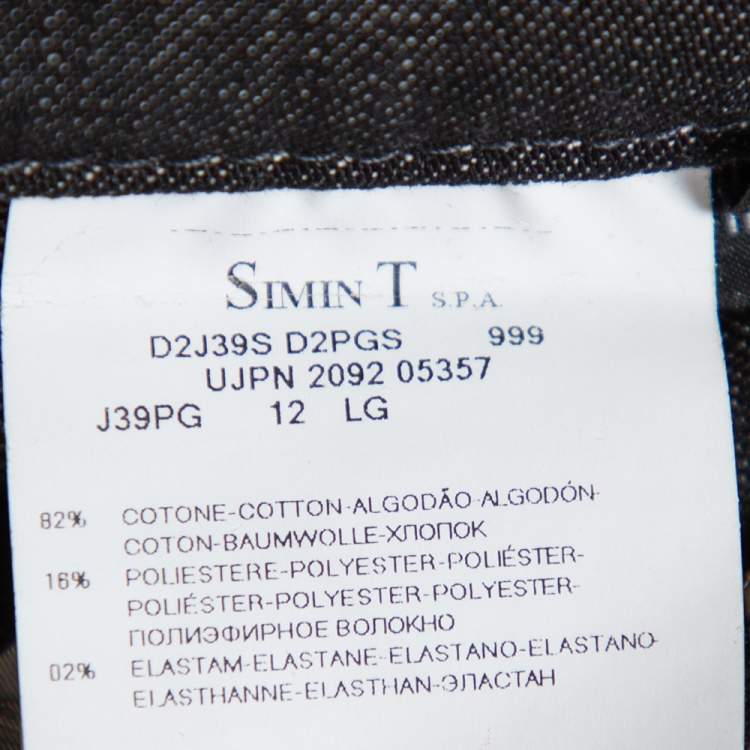 SIMIN T S.P.A.
D2J39S D2PGS 999
UJPN 2092 05357
J39PG 12 LG
82% COTONE-COTTON-ALGODÃO-ALGODÓN-
COTON-BAUMWOLLE-ХЛОПОК
16% POLIESTERE-POLYESTER-POLIÉSTER-
POLIÉSTER-POLYESTER-POLYESTER-
ПОЛИЭФИРНОЕ ВОЛОКНО
02% ELASTAM-ELASTANE-ELASTANO-ELASTANO-
ELASTHANNE-ELASTHAN-ЭЛАСТАН